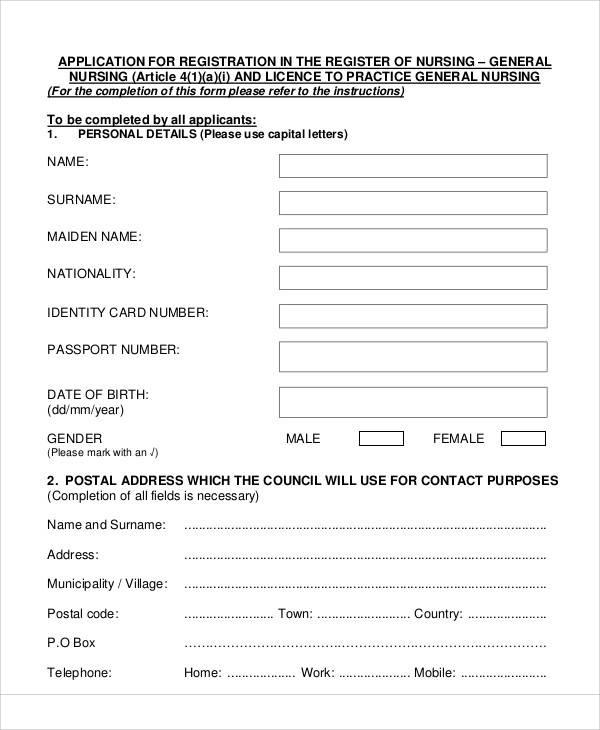 APPLICATION FOR REGISTRATION IN THE REGISTER OF NURSING – GENERAL
NURSING (Article 4(1)(a)(i) AND LICENCE TO PRACTICE GENERAL NURSING
(For the completion of this form please refer to the instructions)
To be completed by all applicants:
1. PERSONAL DETAILS (Please use capital letters)
NAME:
SURNAME:
MAIDEN NAME:
NATIONALITY:
IDENTITY CARD NUMBER:
PASSPORT NUMBER:
DATE OF BIRTH:
(dd/mm/year)
GENDER MALE FEMALE
(Please mark with an √)
2. POSTAL ADDRESS WHICH THE COUNCIL WILL USE FOR CONTACT PURPOSES
(Completion of all fields is necessary)
Name and Surname: ....................................................................................................
Address: ....................................................................................................
Municipality / Village: ....................................................................................................
Postal code: ......................... Town: .......................... Country: ......................
P.O Box ....................................................................................................
Telephone: Home: ................... Work: .................... Mobile: ........................